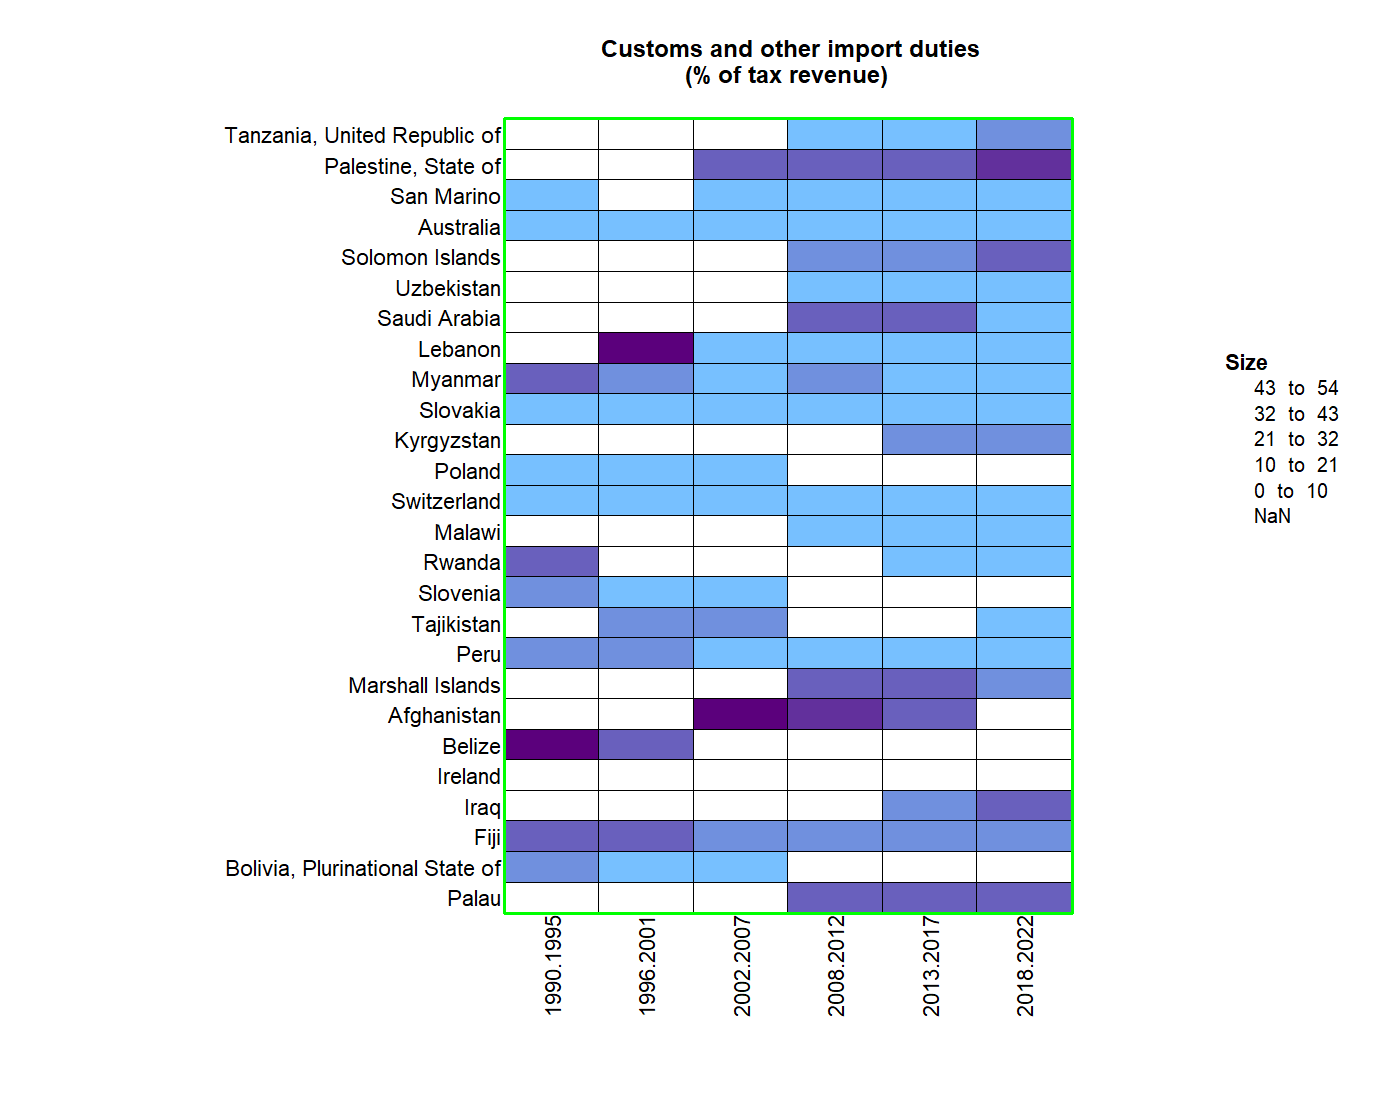 Customs and other import duties
(% of tax revenue)
Tanzania, United Republic of
Palestine, State of
San Marino
Australia
Solomon Islands
Uzbekistan
Saudi Arabia
Lebanon
Myanmar
Slovakia
Kyrgyzstan
Poland
Switzerland
Malawi
Rwanda
Slovenia
Tajikistan
Peru
Marshall Islands
Afghanistan
Belize
Ireland
Iraq
Fiji
Bolivia, Plurinational State of
Palau
1990.1995
1996.2001
2002.2007
2008.2012
2013.2017
2018.2022
Size
43 to 54
32 to 43
21 to 32
10 to 21
0 to 10
NaN